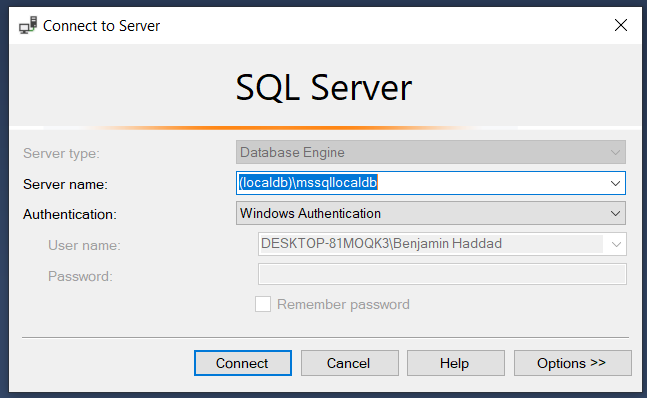 Connect to Server
SQL Server
Server type: Database Engine
Server name: (localdb)\mssqllocaldb
Authentication: Windows Authentication
User name: DESKTOP-81MOQK3\Benjamin Haddad
Password:
Remember password
Connect Cancel Help Options >>